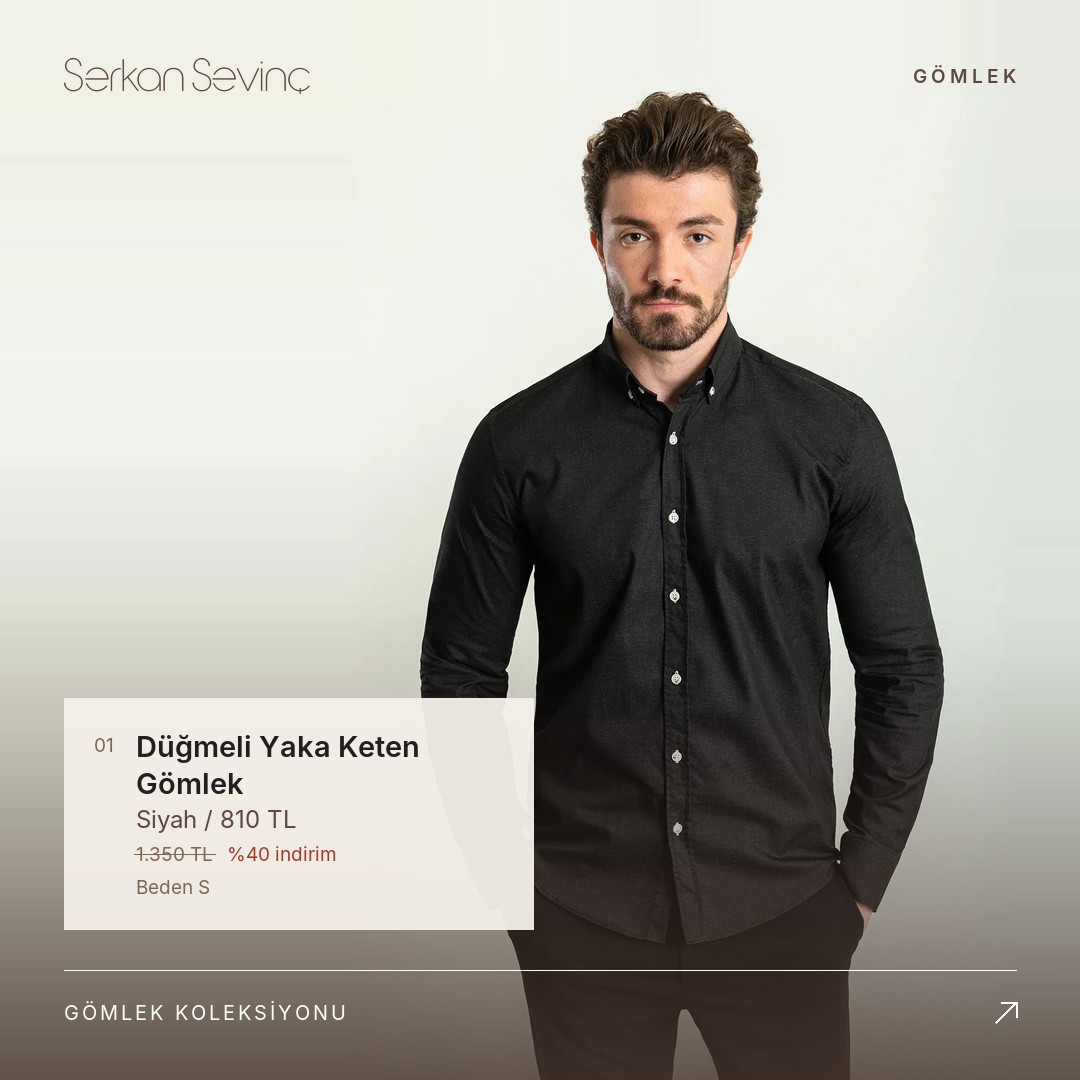 Serkan Sevinç
GÖMLEK
01
Düğmeli Yaka Keten
Gömlek
Siyah / 810 TL
1.350 TL %40 indirim
Beden S
GÖMLEK KOLEKSİYONU